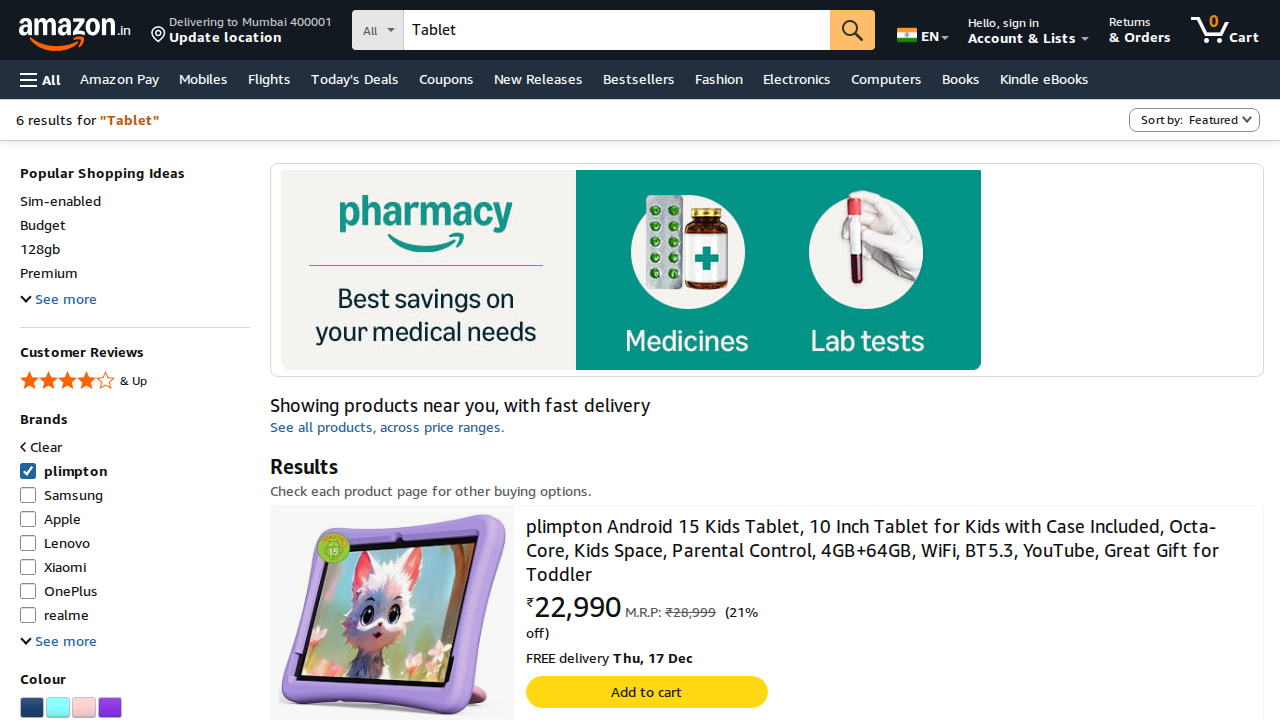 amazon.in
Delivering to Mumbai 400001
Update location
All
Tablet
EN
Hello, sign in
Account & Lists
Returns
& Orders
0
Cart
All
Amazon Pay
Mobiles
Flights
Today's Deals
Coupons
New Releases
Bestsellers
Fashion
Electronics
Computers
Books
Kindle eBooks
6 results for "Tablet"
Sort by: Featured
Popular Shopping Ideas
Sim-enabled
Budget
128gb
Premium
See more
Customer Reviews
& Up
Brands
Clear
plimpton
Samsung
Apple
Lenovo
Xiaomi
OnePlus
realme
See more
Colour
pharmacy
Best savings on
your medical needs
Medicines
Lab tests
Showing products near you, with fast delivery
See all products, across price ranges.
Results
Check each product page for other buying options.
15
plimpton Android 15 Kids Tablet, 10 Inch Tablet for Kids with Case Included, Octa-
Core, Kids Space, Parental Control, 4GB+64GB, WiFi, BT5.3, YouTube, Great Gift for
Toddler
₹22,990 M.R.P: ₹28,999 (21%
off)
FREE delivery Thu, 17 Dec
Add to cart